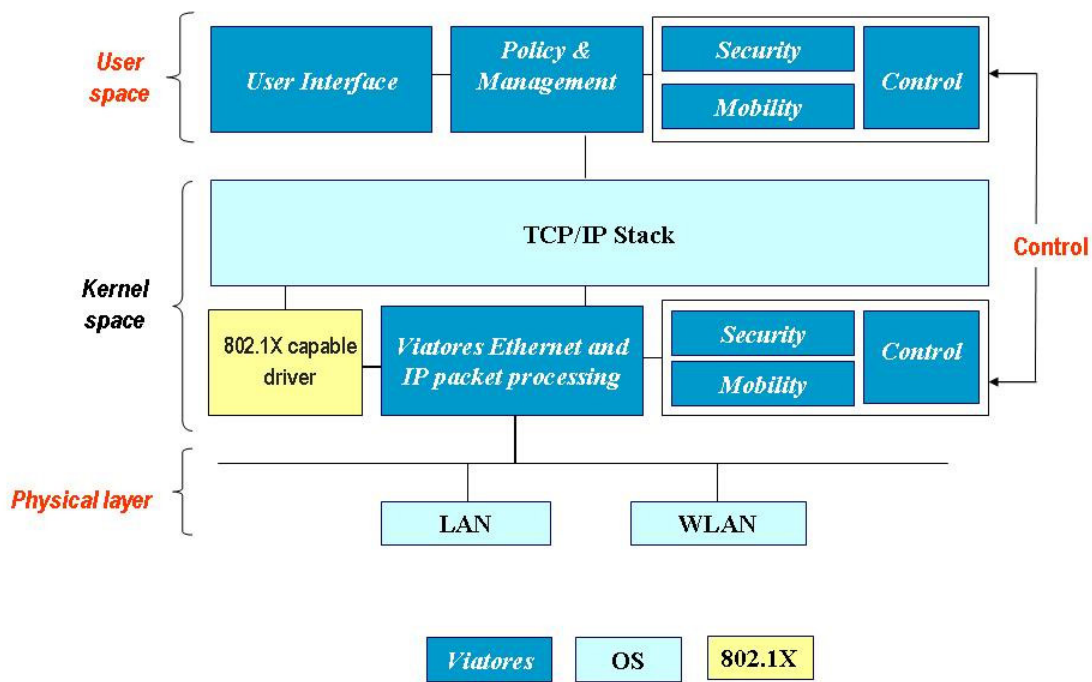 User
space
User Interface
Policy &
Management
Security
Mobility
Control
TCP/IP Stack
Control
Kernel
space
802.1X capable
driver
Viatores Ethernet and
IP packet processing
Security
Mobility
Control
Physical layer
LAN
WLAN
Viatores
OS
802.1X